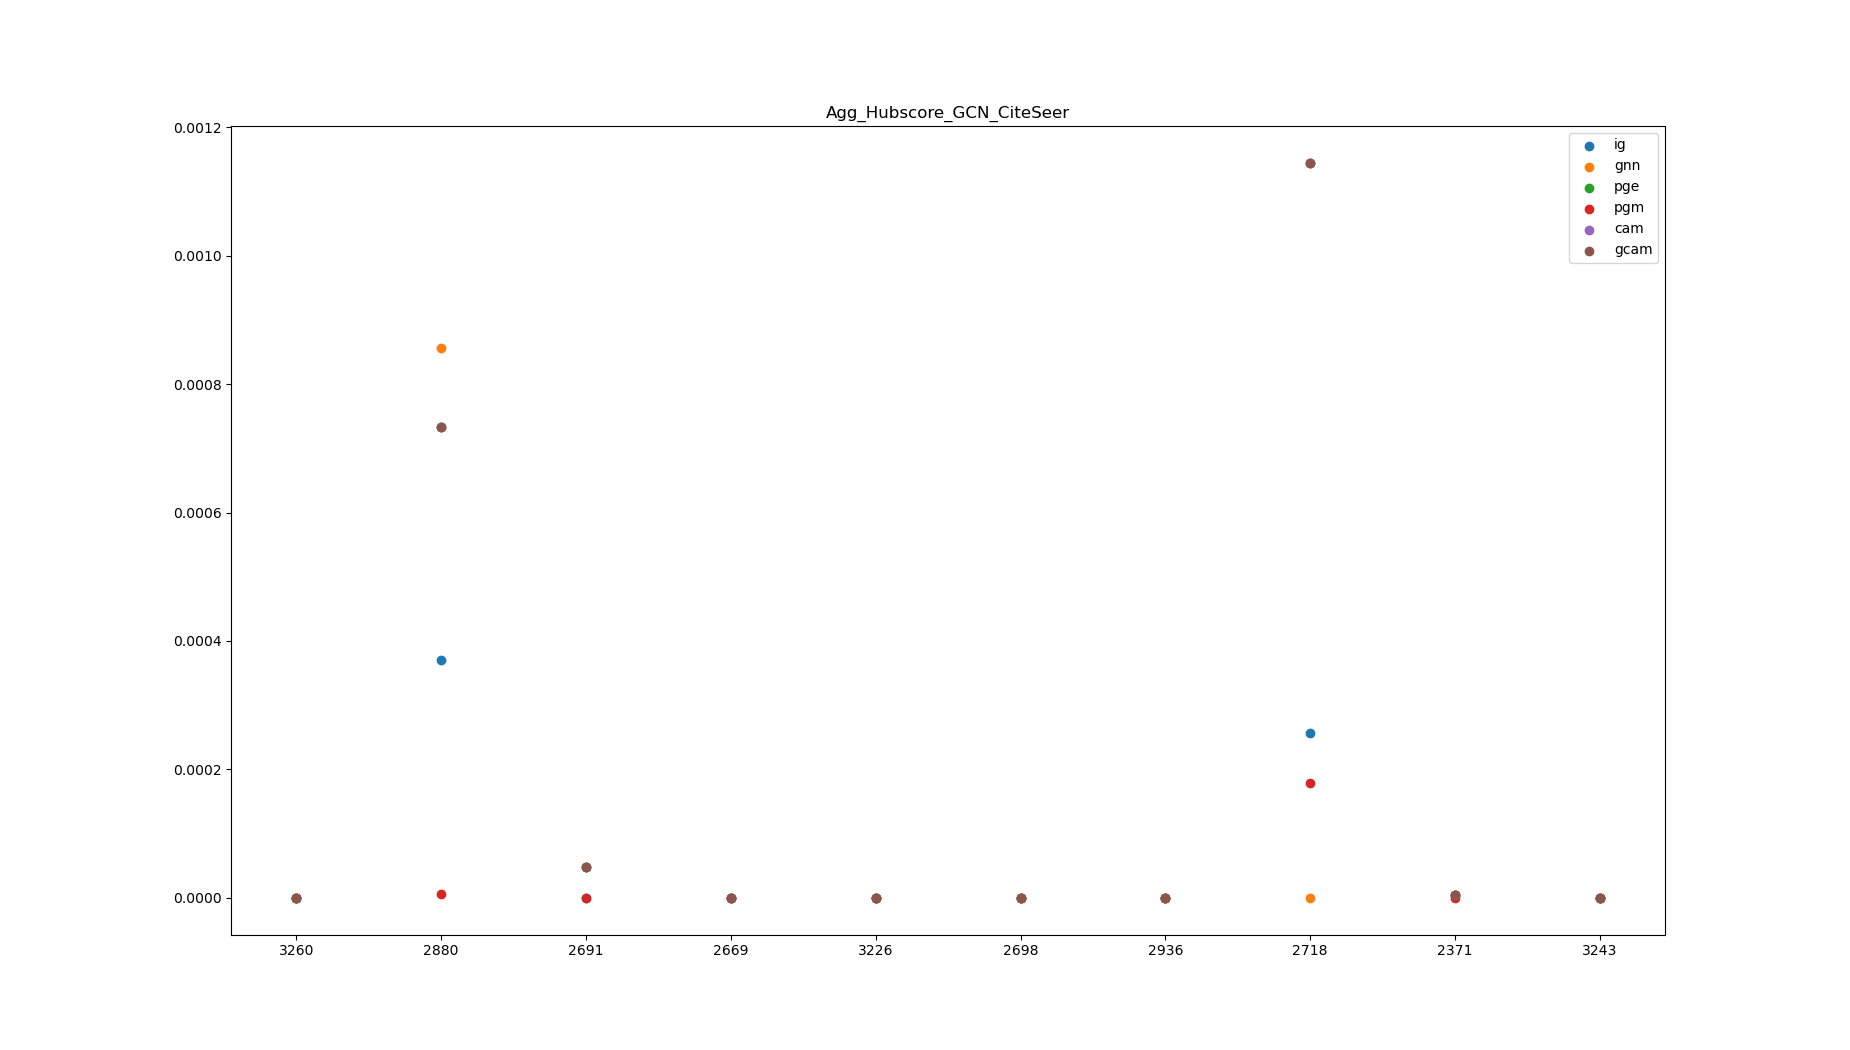 Agg_Hubscore_GCN_CiteSeer
0.0012
0.0010
0.0008
0.0006
0.0004
0.0002
0.0000
ig
gnn
pge
pgm
cam
gcam
3260 2880 2691 2669 3226 2698 2936 2718 2371 3243